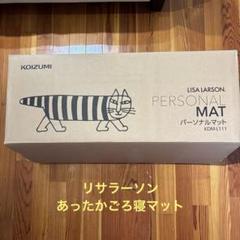 KOIZUMI
LISA LARSON
PERSONAL
MAT
パーソナルマット
KDM-L111
リサラーソン
あったかごろ寝マット